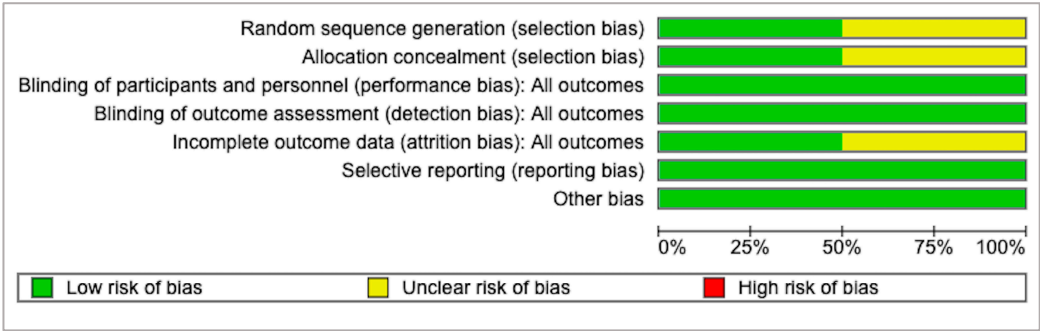 Random sequence generation (selection bias)
Allocation concealment (selection bias)
Blinding of participants and personnel (performance bias): All outcomes
Blinding of outcome assessment (detection bias): All outcomes
Incomplete outcome data (attrition bias): All outcomes
Selective reporting (reporting bias)
Other bias
0% 25% 50% 75% 100%
Low risk of bias Unclear risk of bias High risk of bias